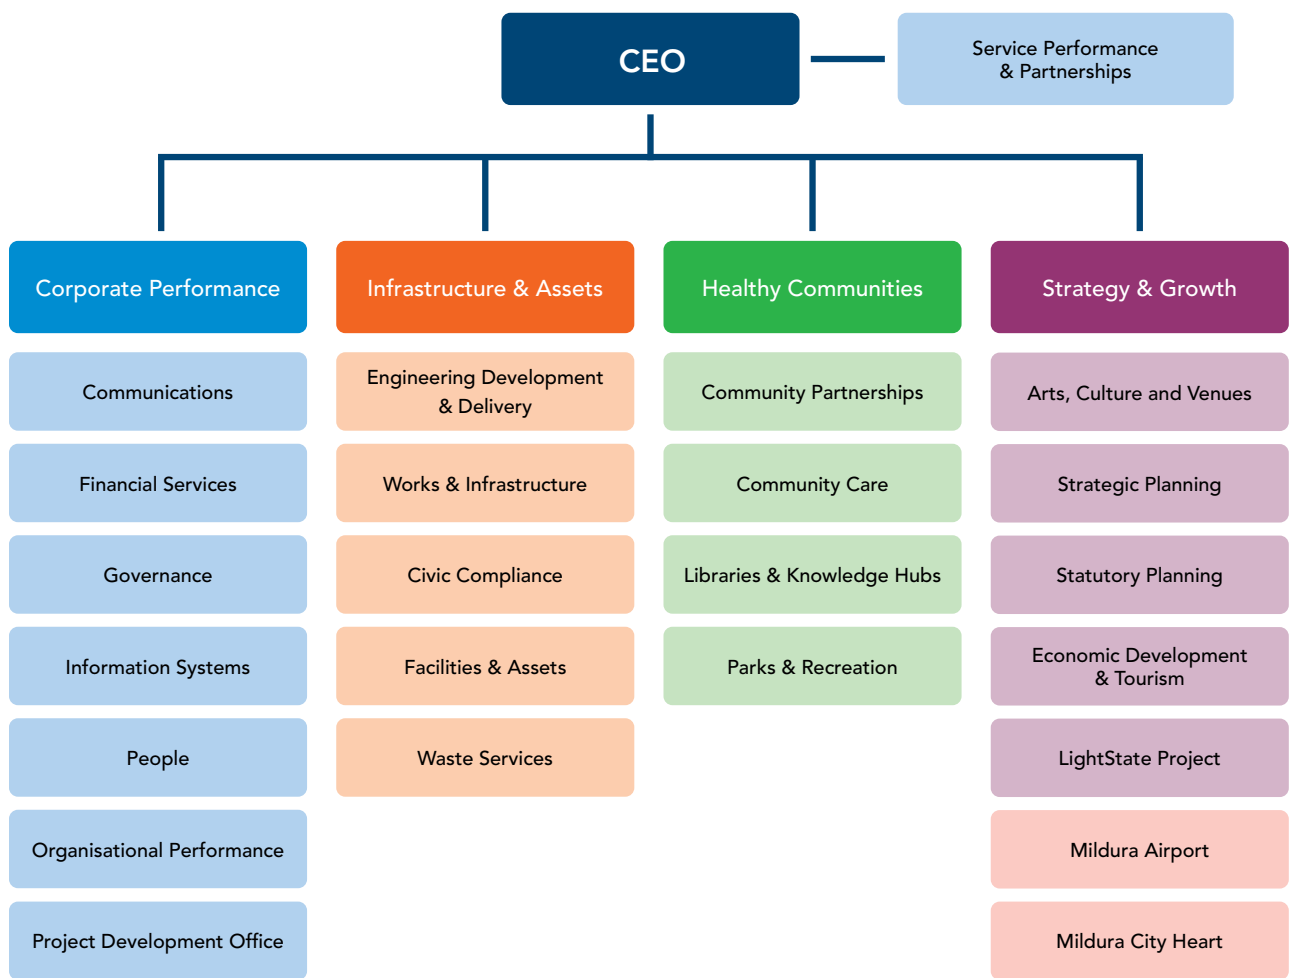 CEO
Service Performance
& Partnerships
Corporate Performance
Communications
Financial Services
Governance
Information Systems
People
Organisational Performance
Project Development Office
Infrastructure & Assets
Engineering Development
& Delivery
Works & Infrastructure
Civic Compliance
Facilities & Assets
Waste Services
Healthy Communities
Community Partnerships
Community Care
Libraries & Knowledge Hubs
Parks & Recreation
Strategy & Growth
Arts, Culture and Venues
Strategic Planning
Statutory Planning
Economic Development
& Tourism
LightState Project
Mildura Airport
Mildura City Heart